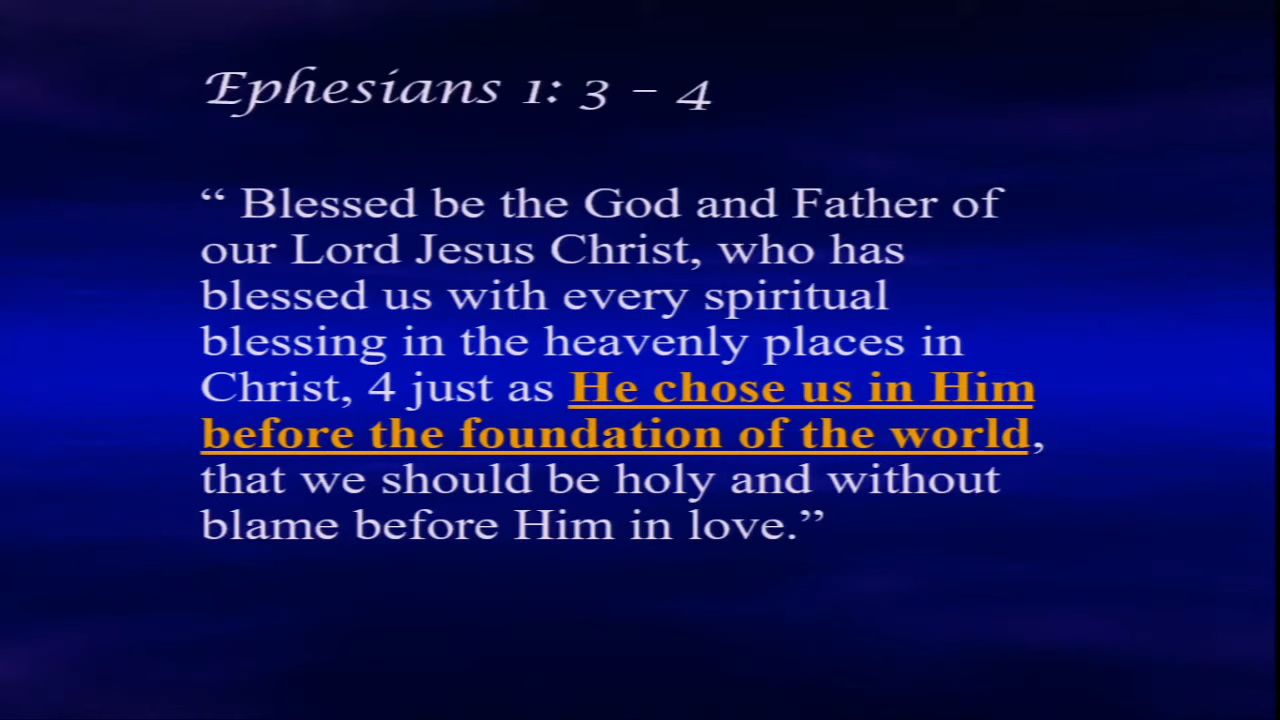 Ephesians 1: 3 – 4
“ Blessed be the God and Father of
our Lord Jesus Christ, who has
blessed us with every spiritual
blessing in the heavenly places in
Christ, 4 just as He chose us in Him
before the foundation of the world,
that we should be holy and without
blame before Him in love.”